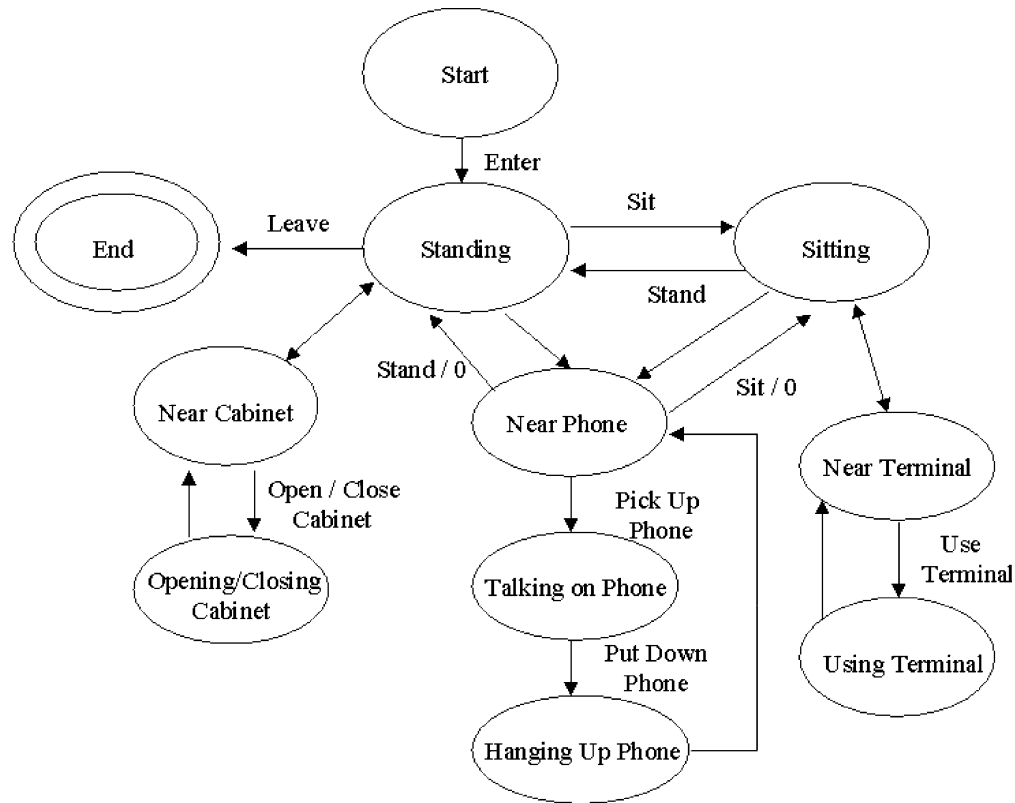 Start
Enter
Leave
End
Standing
Sit
Sitting
Stand
Stand / 0
Sit / 0
Near Cabinet
Near Phone
Near Terminal
Open / Close
Cabinet
Pick Up
Phone
Use
Terminal
Opening/Closing
Cabinet
Talking on Phone
Put Down
Phone
Using Terminal
Hanging Up Phone